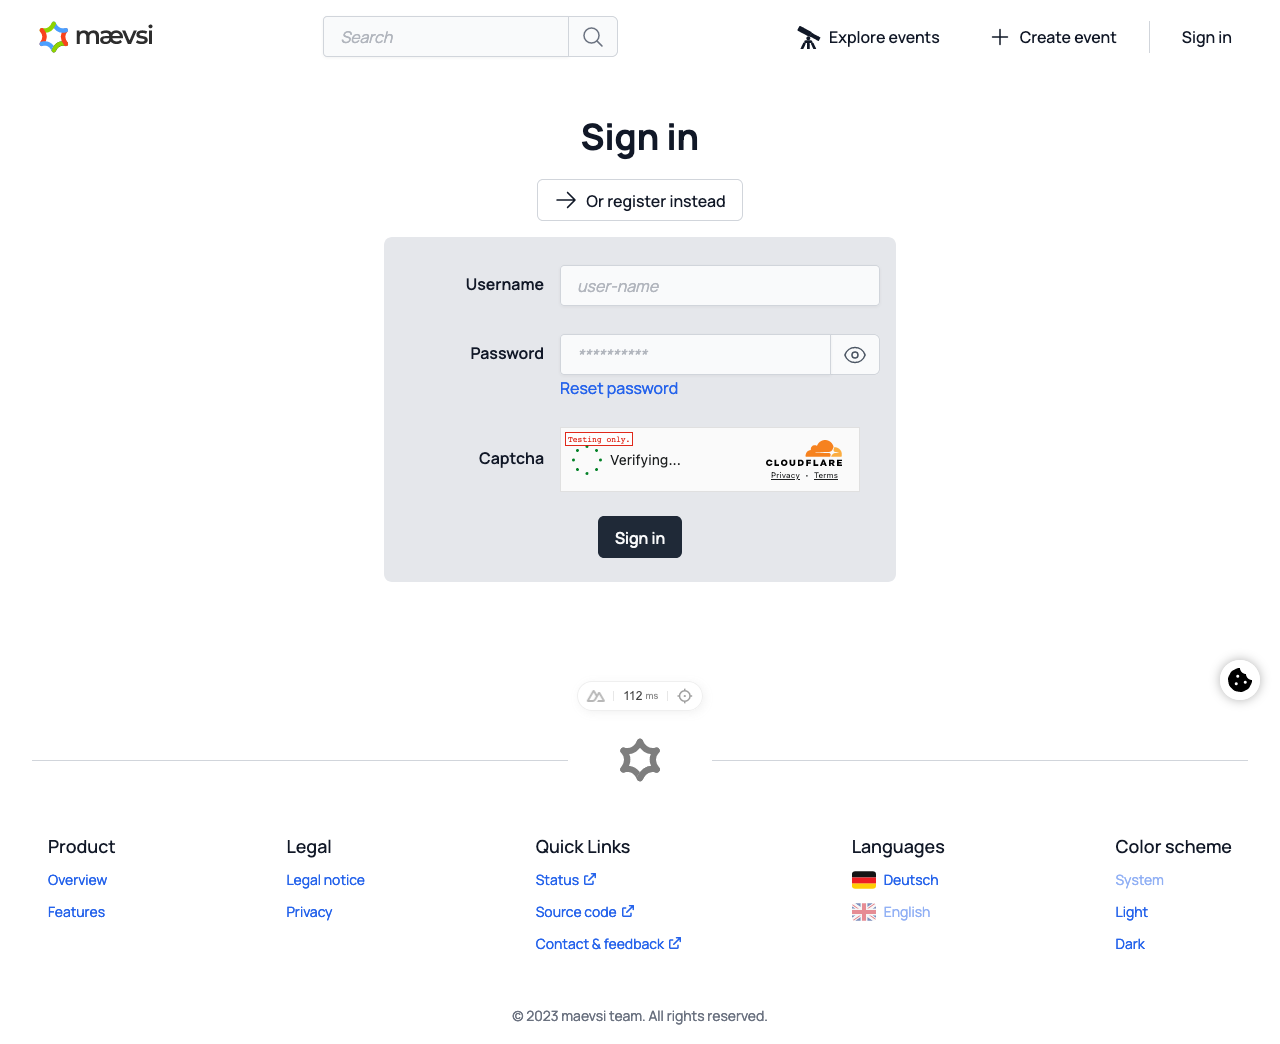 mævsi
Search
Explore events
Create event
Sign in
Sign in
Or register instead
Username
user-name
Password
**********
Reset password
Captcha
Testing only.
Verifying...
CLOUDFLARE
Privacy • Terms
Sign in
112 ms
Product
Overview
Features
Legal
Legal notice
Privacy
Quick Links
Status
Source code
Contact & feedback
Languages
Deutsch
English
Color scheme
System
Light
Dark
© 2023 maevsi team. All rights reserved.